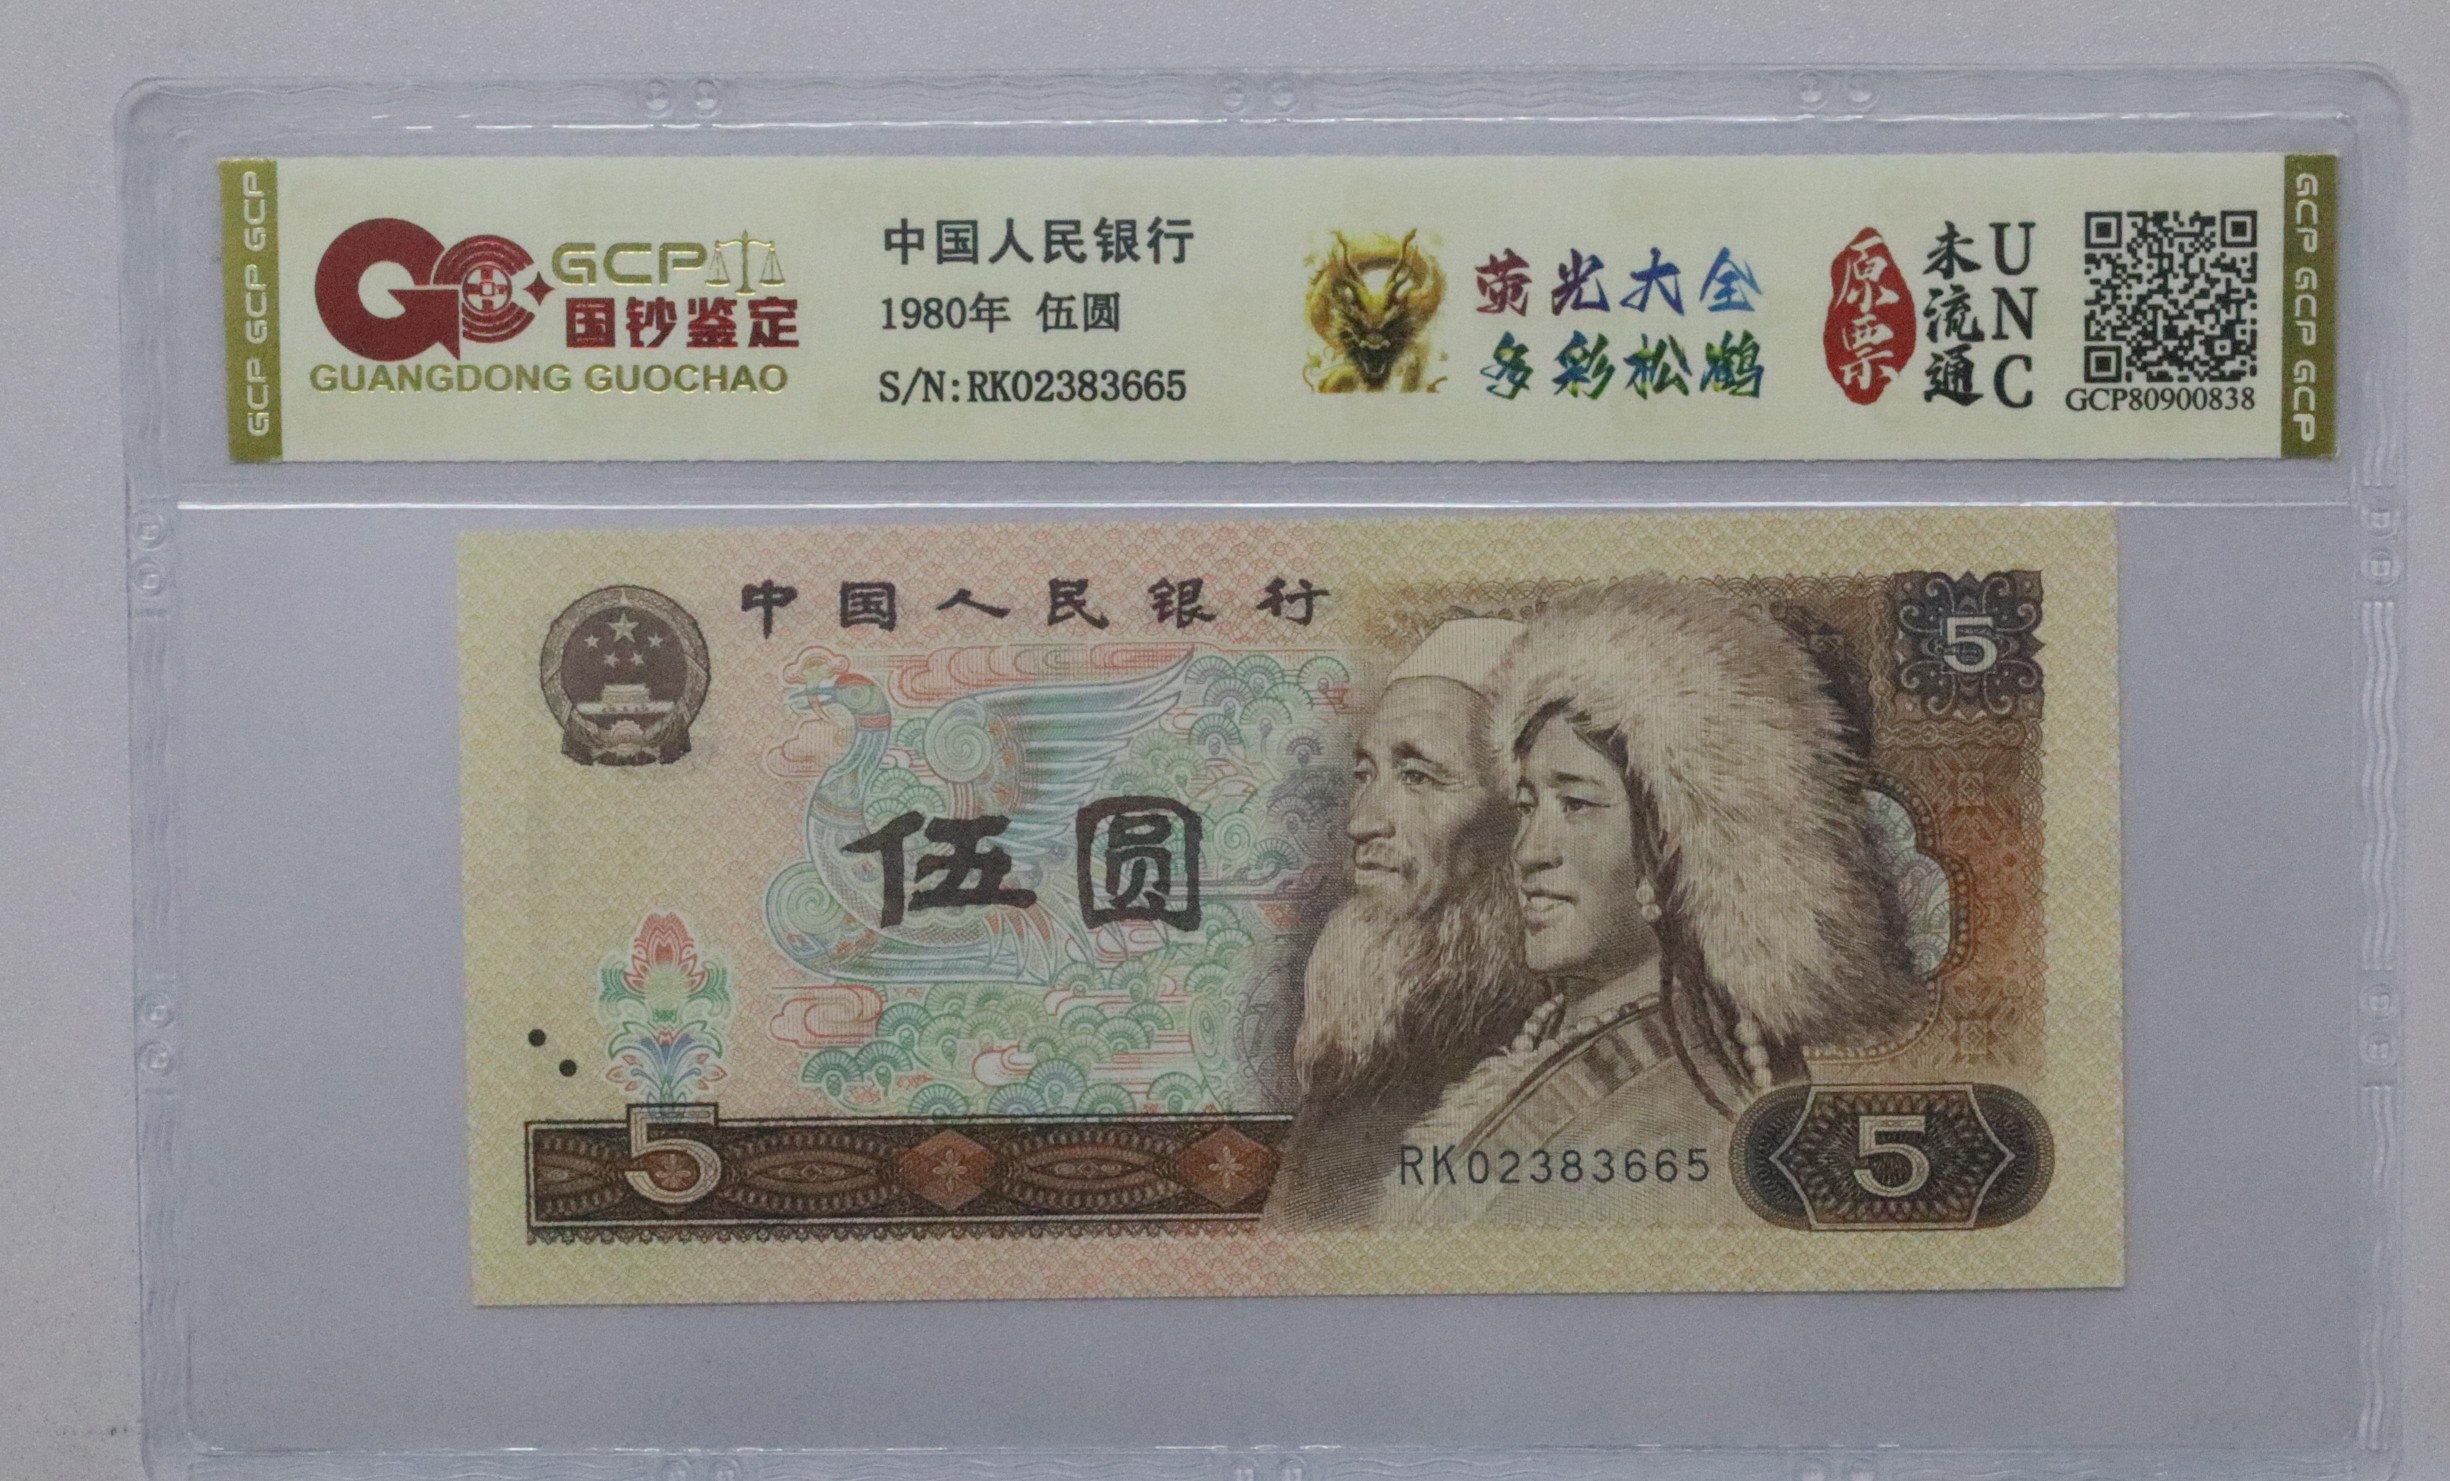 GCP GCP GCP
GCP
国钞鉴定
GUANGDONG GUOCHAO
中国人民银行
1980年 伍圆
S/N:RK02383665
荧光大全
多彩松鹤
原票
未流通
UNC
GCP80900838
GCP GCP GCP
中国人民银行
5
伍圆
5
RK02383665
5